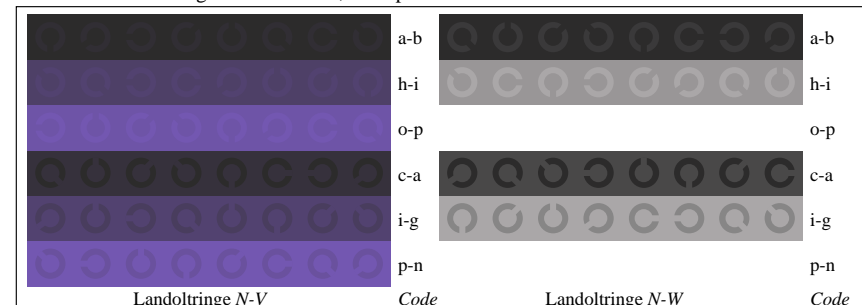 a-b a-b
h-i h-i
o-p o-p
c-a c-a
i-g i-g
p-n p-n
Landoltringe N-V Code Landoltringe N-W Code